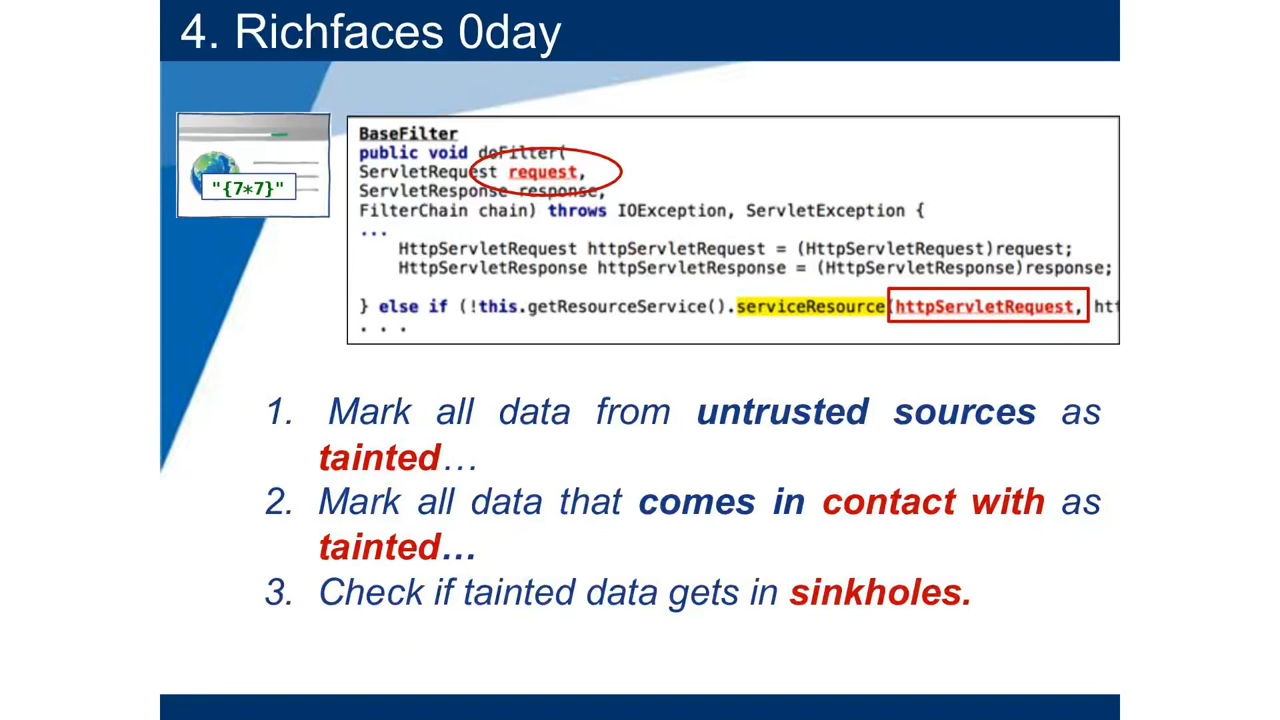 4. Richfaces 0day
"{7*7}"
BaseFilter
public void doFilter(
ServletRequest request,
ServletResponse response,
FilterChain chain) throws IOException, ServletException {
...
HttpServletRequest httpServletRequest = (HttpServletRequest)request;
HttpServletResponse httpServletResponse = (HttpServletResponse)response;
} else if (!this.getResourceService().serviceResource(httpServletRequest, htt
. . .
1. Mark all data from untrusted sources as
tainted…
2. Mark all data that comes in contact with as
tainted…
3. Check if tainted data gets in sinkholes.